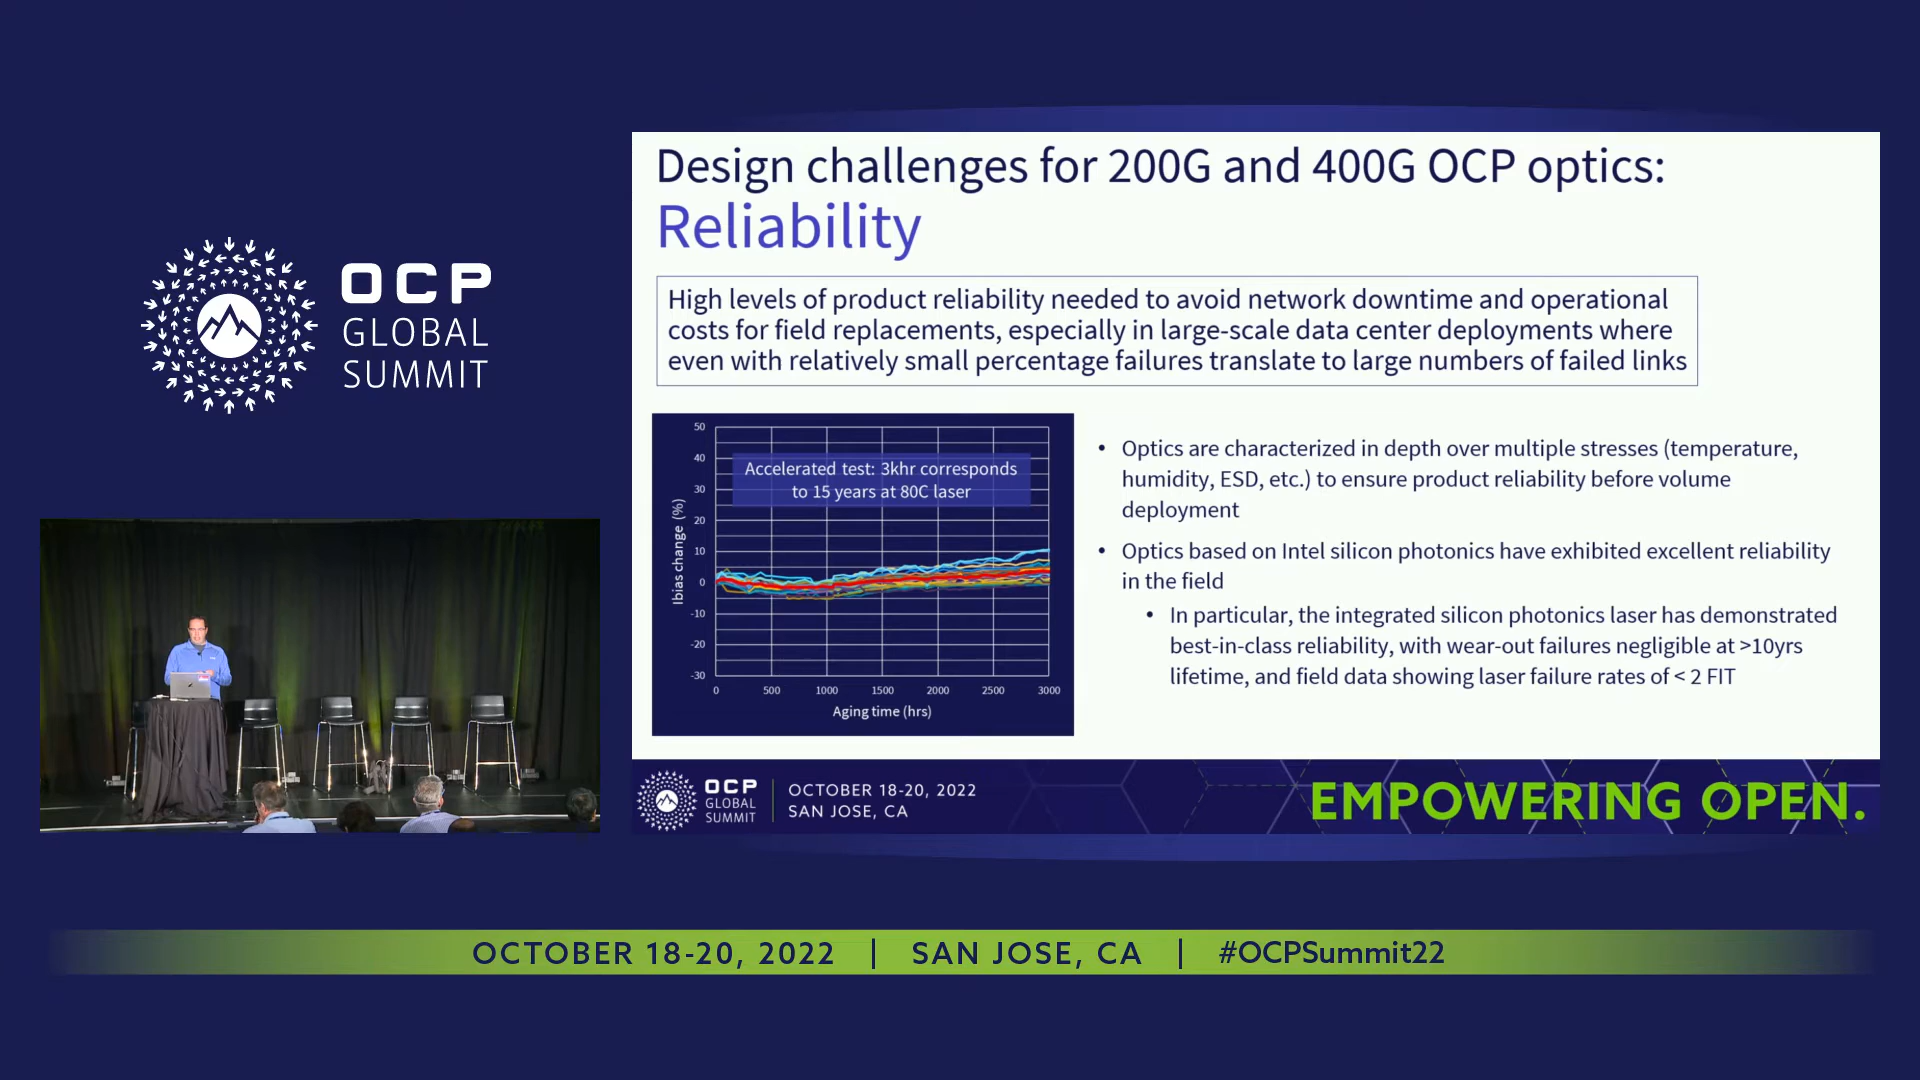 OCP
GLOBAL
SUMMIT
Design challenges for 200G and 400G OCP optics:
Reliability
High levels of product reliability needed to avoid network downtime and operational
costs for field replacements, especially in large-scale data center deployments where
even with relatively small percentage failures translate to large numbers of failed links
50
40
30
20
10
0
-10
-20
-30
Ibias change (%)
Accelerated test: 3khr corresponds
to 15 years at 80C laser
0 500 1000 1500 2000 2500 3000
Aging time (hrs)
• Optics are characterized in depth over multiple stresses (temperature,
humidity, ESD, etc.) to ensure product reliability before volume
deployment
• Optics based on Intel silicon photonics have exhibited excellent reliability
in the field
• In particular, the integrated silicon photonics laser has demonstrated
best-in-class reliability, with wear-out failures negligible at >10yrs
lifetime, and field data showing laser failure rates of < 2 FIT
OCP
GLOBAL
SUMMIT
OCTOBER 18-20, 2022
SAN JOSE, CA
EMPOWERING OPEN.
OCTOBER 18-20, 2022 | SAN JOSE, CA | #OCPSummit22